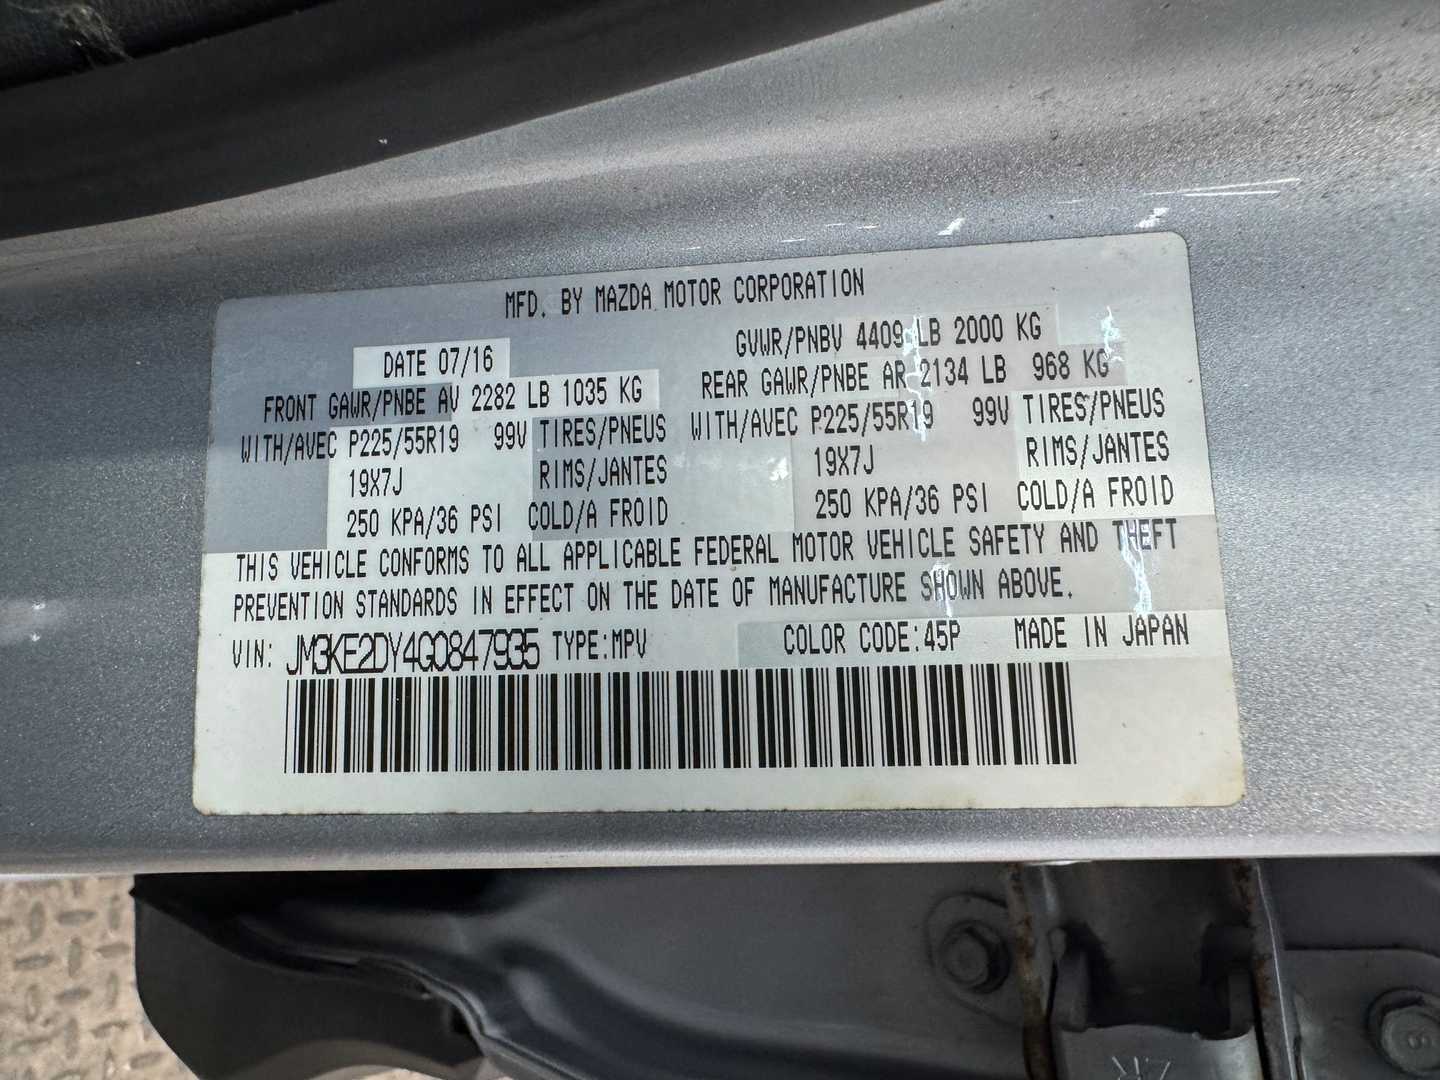 MFD. BY MAZDA MOTOR CORPORATION
DATE 07/16 GVWR/PNBV 4409 LB 2000 KG
FRONT GAWR/PNBE AV 2282 LB 1035 KG REAR GAWR/PNBE AR 2134 LB 968 KG
WITH/AVEC P225/55R19 99V TIRES/PNEUS WITH/AVEC P225/55R19 99V TIRES/PNEUS
19X7J RIMS/JANTES 19X7J RIMS/JANTES
250 KPA/36 PSI COLD/A FROID 250 KPA/36 PSI COLD/A FROID
THIS VEHICLE CONFORMS TO ALL APPLICABLE FEDERAL MOTOR VEHICLE SAFETY AND THEFT
PREVENTION STANDARDS IN EFFECT ON THE DATE OF MANUFACTURE SHOWN ABOVE.
VIN: JM3KE2DY4G0847935 TYPE:MPV COLOR CODE:45P MADE IN JAPAN